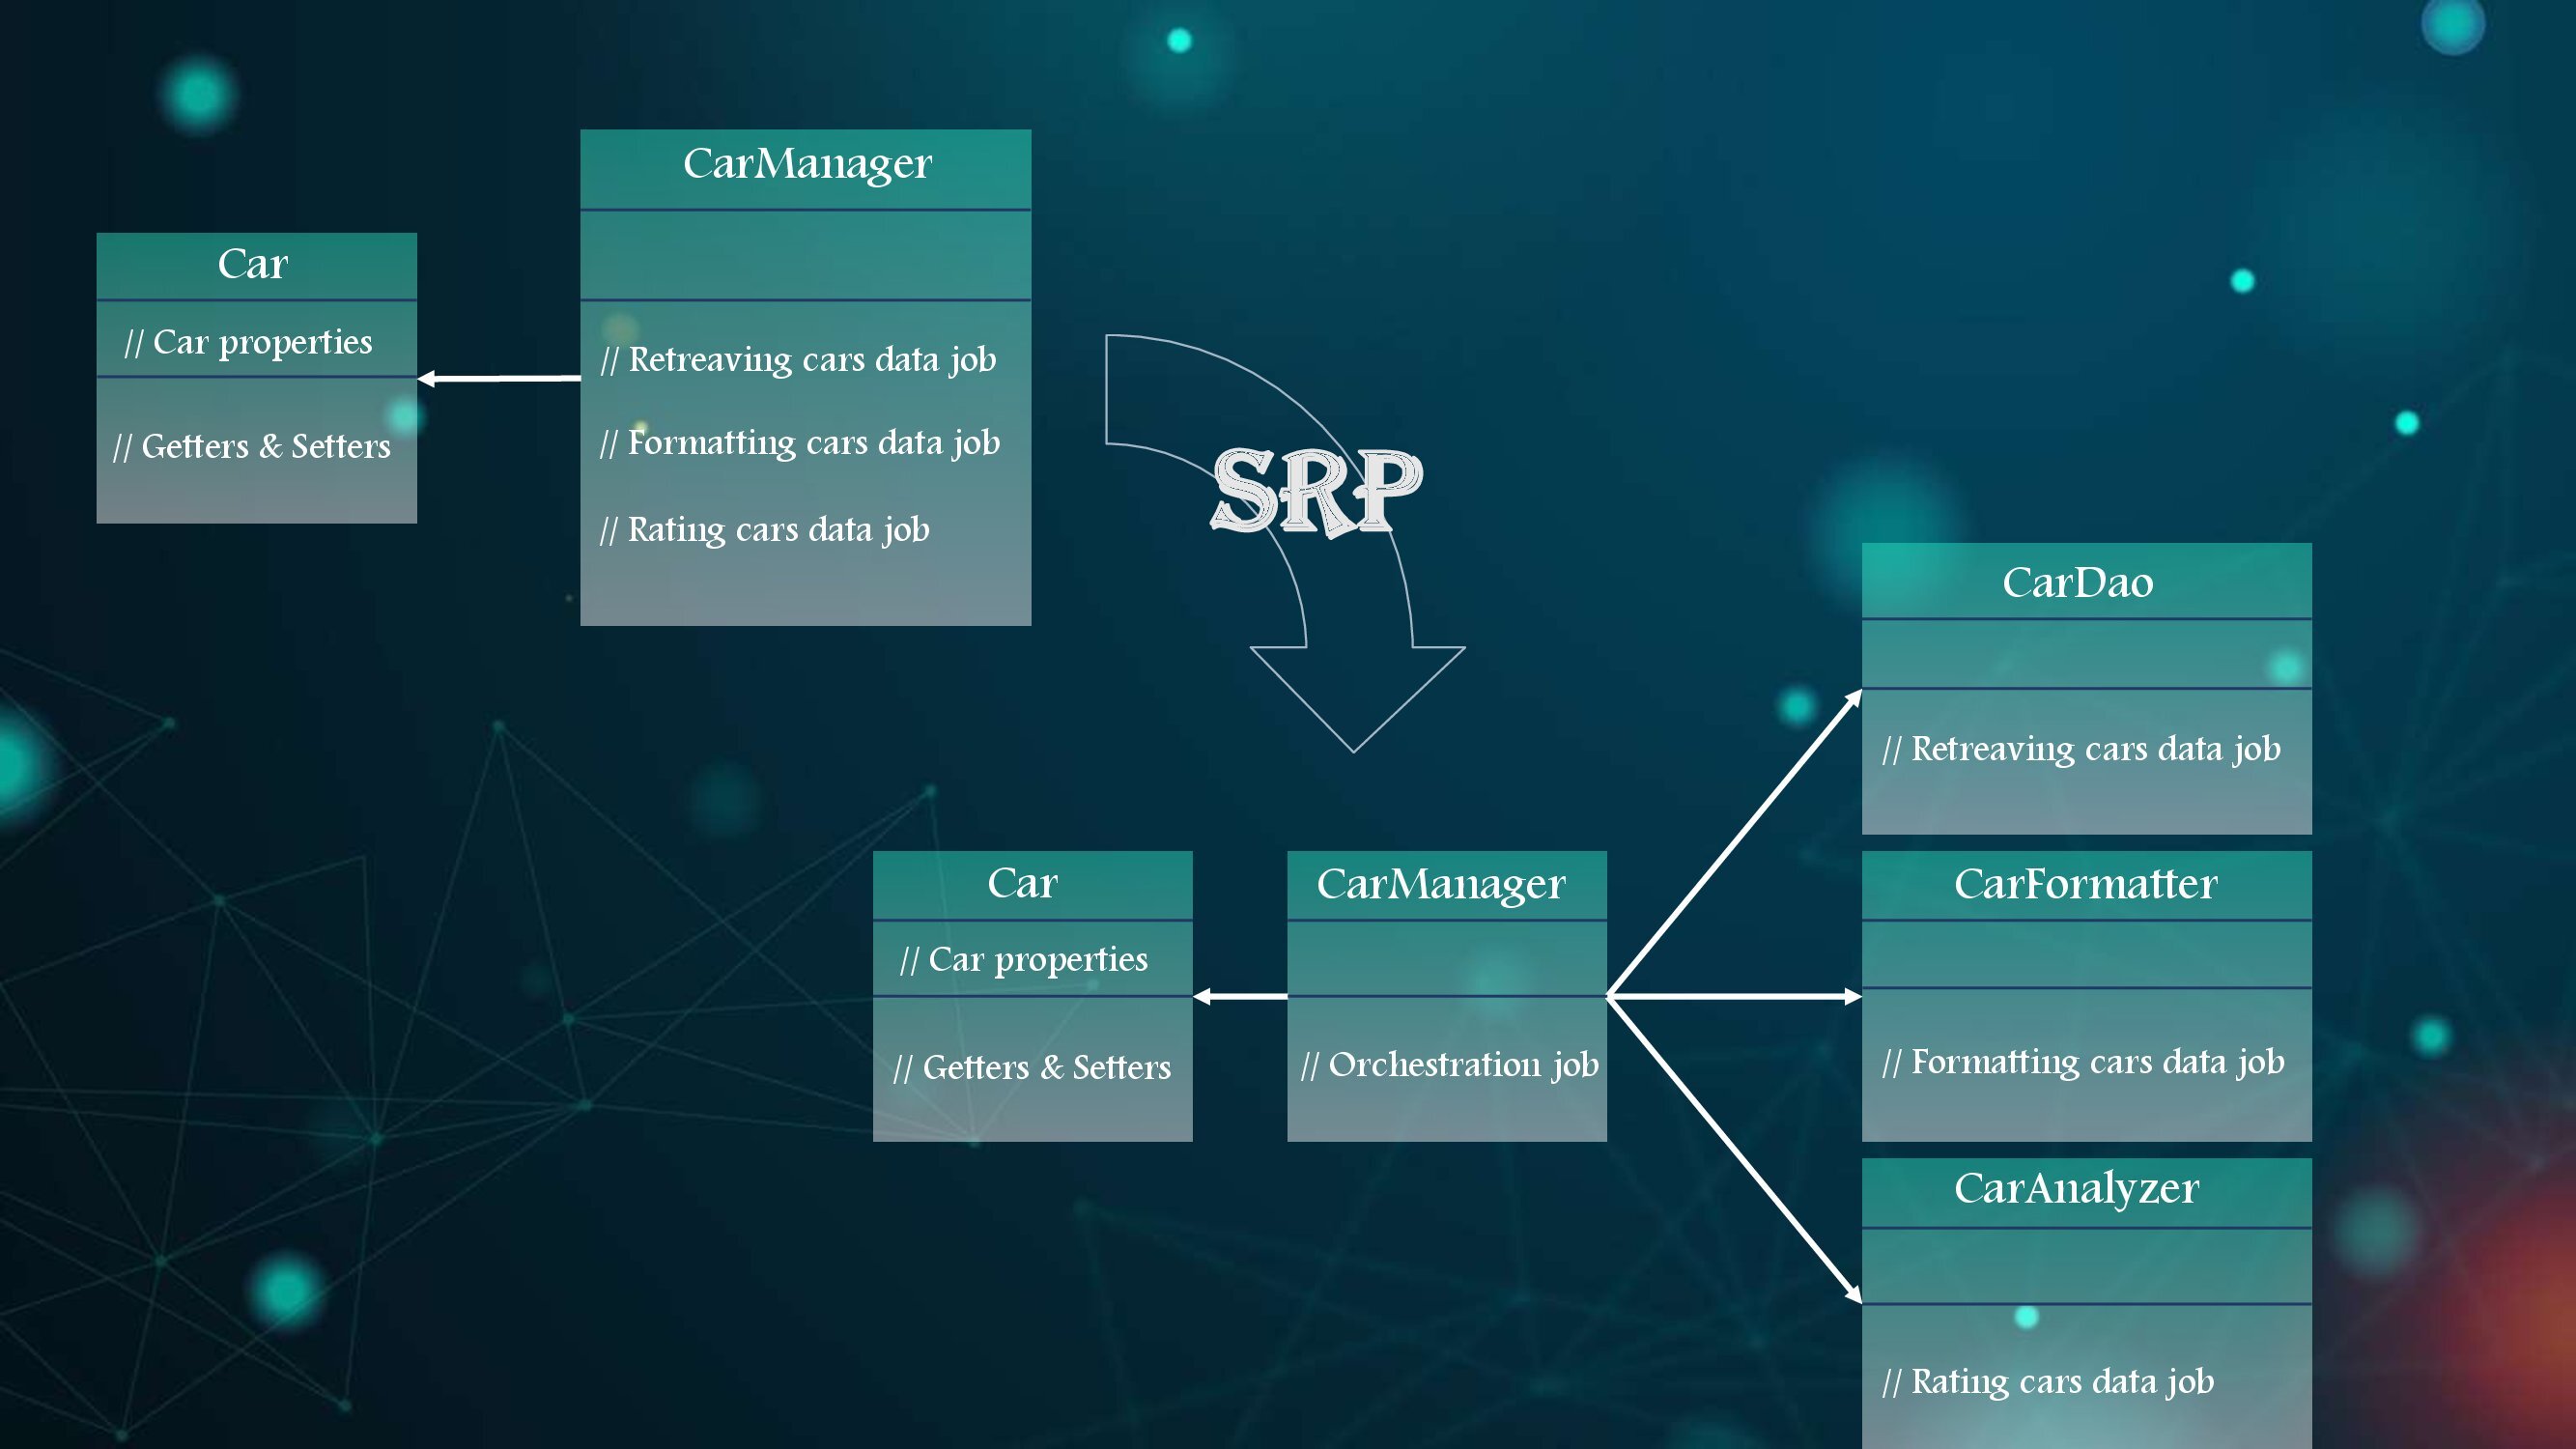 CarManager
// Retreaving cars data job
// Formatting cars data job
// Rating cars data job
Car
// Car properties
// Getters & Setters
SRP
Car
// Car properties
// Getters & Setters
CarManager
// Orchestration job
CarDao
// Retreaving cars data job
CarFormatter
// Formatting cars data job
CarAnalyzer
// Rating cars data job